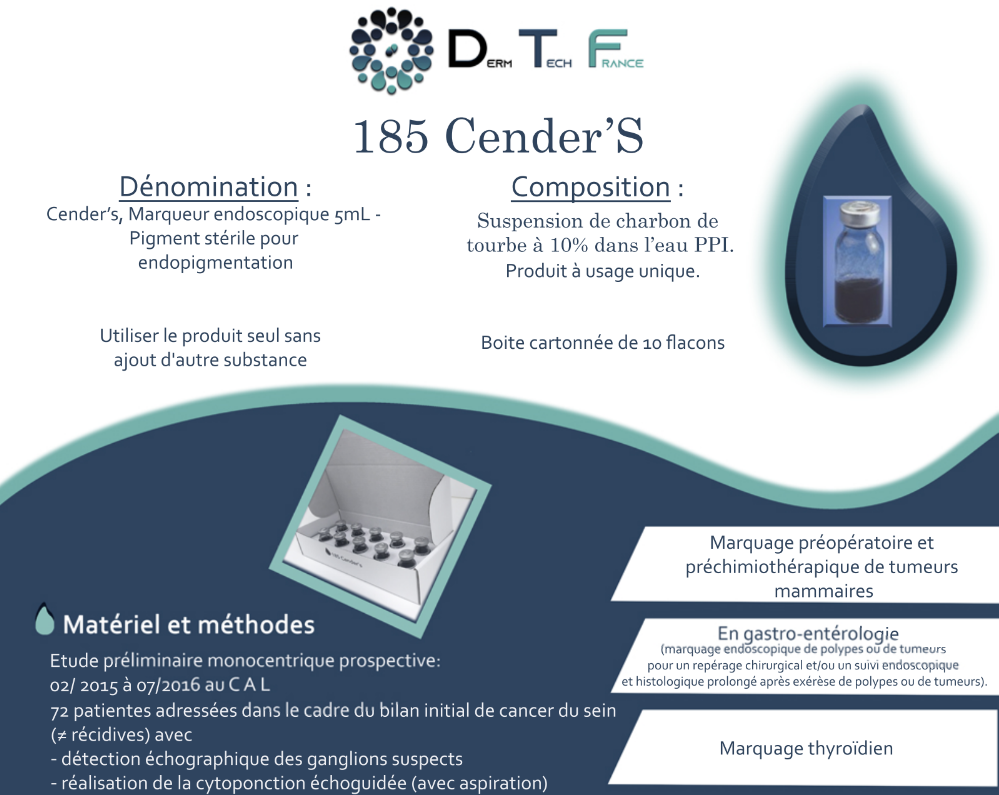 DERM TECH FRANCE
185 Cender’S
Dénomination :
Cender’s, Marqueur endoscopique 5mL -
Pigment stérile pour
endopigmentation
Utiliser le produit seul sans
ajout d'autre substance
Composition :
Suspension de charbon de
tourbe à 10% dans l’eau PPI.
Produit à usage unique.
Boite cartonnée de 10 flacons
Matériel et méthodes
Etude préliminaire monocentrique prospective:
02/ 2015 à 07/2016 au C A L
72 patientes adressées dans le cadre du bilan initial de cancer du sein
(≠ récidives) avec
- détection échographique des ganglions suspects
- réalisation de la cytoponction échoguidée (avec aspiration)
Marquage préopératoire et
préchimiothérapique de tumeurs
mammaires
En gastro-entérologie
(marquage endoscopique de polypes ou de tumeurs
pour un repérage chirurgical et/ou un suivi endoscopique
et histologique prolongé après exérèse de polypes ou de tumeurs).
Marquage thyroïdien